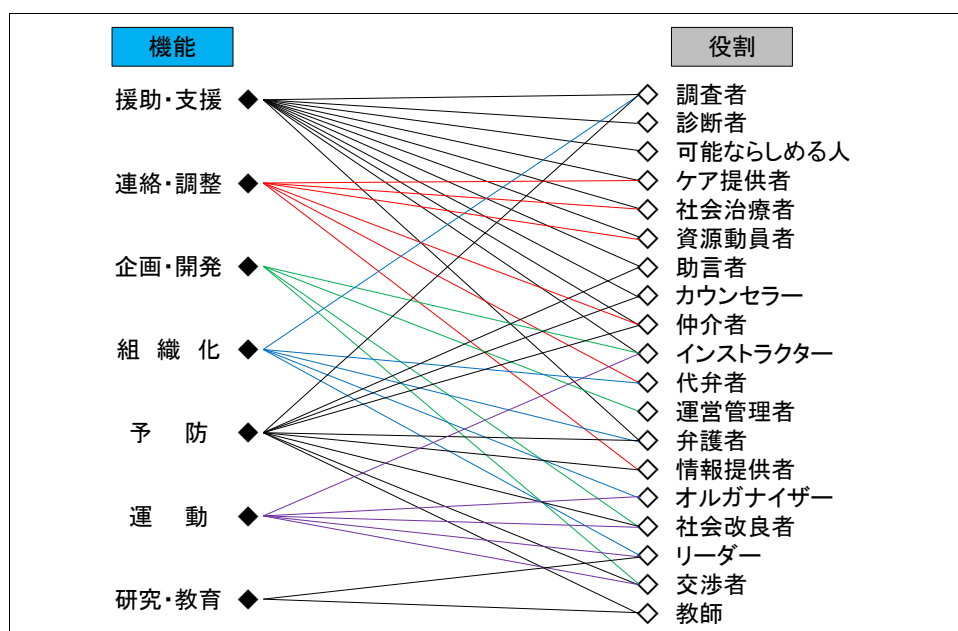 機能
役割
援助・支援
連絡・調整
企画・開発
組織化
予防
運動
研究・教育
調査者
診断者
可能ならしめる人
ケア提供者
社会治療者
資源動員者
助言者
カウンセラー
仲介者
インストラクター
代弁者
運営管理者
弁護者
情報提供者
オルガナイザー
社会改良者
リーダー
交渉者
教師